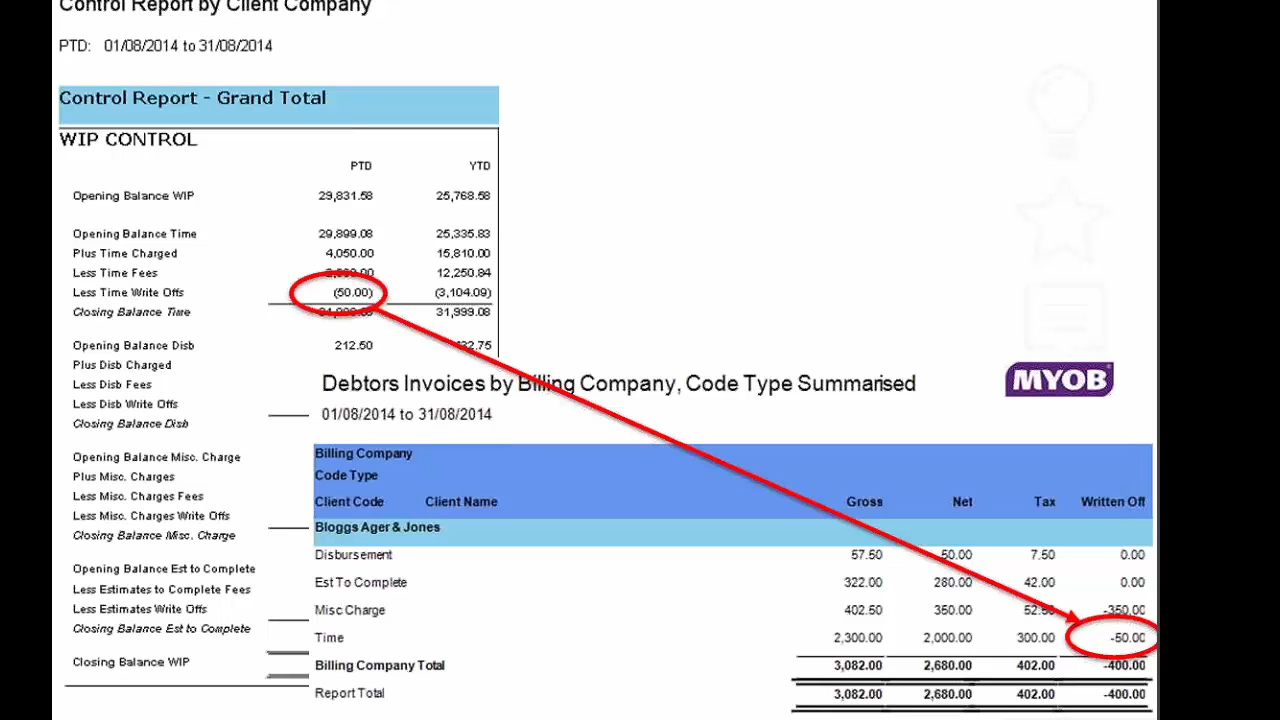 Control Report by Client Company
PTD: 01/08/2014 to 31/08/2014
Control Report - Grand Total
WIP CONTROL
PTD YTD
Opening Balance WIP 29,831.58 25,768.58
Opening Balance Time 29,899.08 25,335.83
Plus Time Charged 4,050.00 15,810.00
Less Time Fees 12,250.84
Less Time Write Offs (50.00) (3,104.09)
Closing Balance Time 31,999.08
Opening Balance Disb 212.50
Plus Disb Charged
Less Disb Fees
Less Disb Write Offs
Closing Balance Disb
Opening Balance Misc. Charge
Plus Misc. Charges
Less Misc. Charges Fees
Less Misc. Charges Write Offs
Closing Balance Misc. Charge
Opening Balance Est to Complete
Less Estimates to Complete Fees
Less Estimates Write Offs
Closing Balance Est to Complete
Closing Balance WIP
Debtors Invoices by Billing Company, Code Type Summarised
01/08/2014 to 31/08/2014
MYOB
Billing Company
Code Type
Client Code Client Name Gross Net Tax Written Off
Bloggs Ager & Jones
Disbursement 57.50 50.00 7.50 0.00
Est To Complete 322.00 280.00 42.00 0.00
Misc Charge 402.50 350.00 52.50 -350.00
Time 2,300.00 2,000.00 300.00 -50.00
Billing Company Total 3,082.00 2,680.00 402.00 -400.00
Report Total 3,082.00 2,680.00 402.00 -400.00